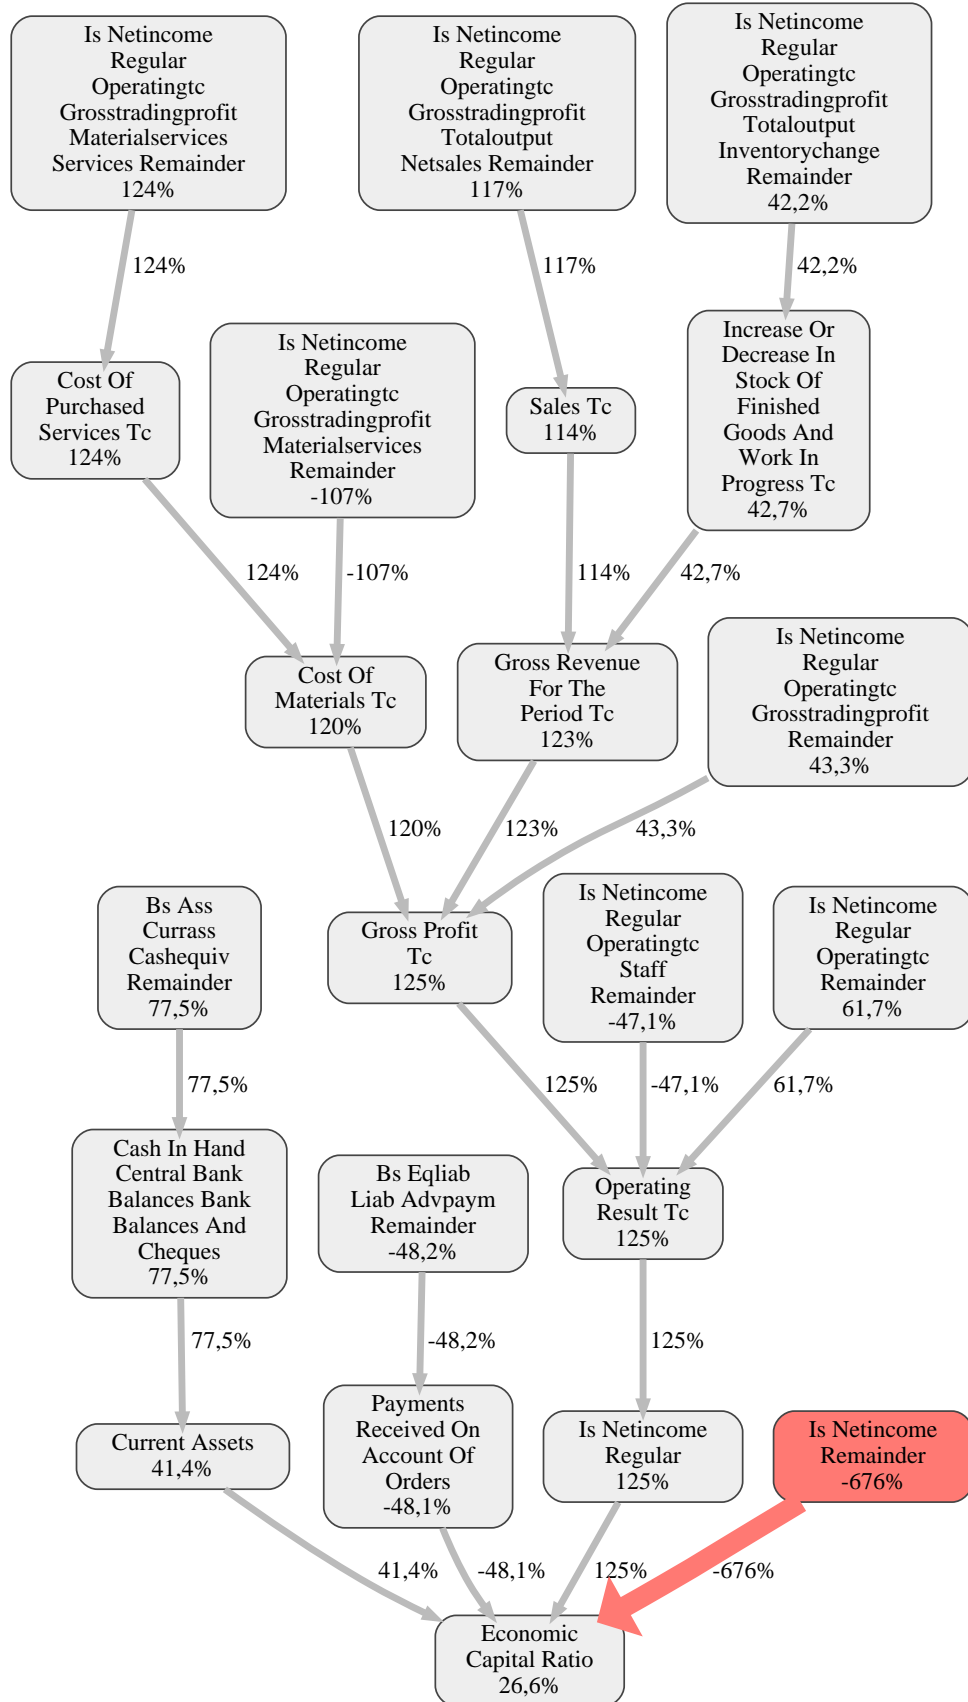 Is Netincome
Regular
Operatingtc
Grosstradingprofit
Materialservices
Services Remainder
124%
Is Netincome
Regular
Operatingtc
Grosstradingprofit
Totaloutput
Netsales Remainder
117%
Is Netincome
Regular
Operatingtc
Grosstradingprofit
Totaloutput
Inventorychange
Remainder
42,2%
124%
117%
42,2%
Cost Of
Purchased
Services Tc
124%
Is Netincome
Regular
Operatingtc
Grosstradingprofit
Materialservices
Remainder
-107%
Sales Tc
114%
Increase Or
Decrease In
Stock Of
Finished
Goods And
Work In
Progress Tc
42,7%
124%
-107%
114%
42,7%
Cost Of
Materials Tc
120%
Gross Revenue
For The
Period Tc
123%
Is Netincome
Regular
Operatingtc
Grosstradingprofit
Remainder
43,3%
120%
123%
43,3%
Bs Ass
Currass
Cashequiv
Remainder
77,5%
Gross Profit
Tc
125%
Is Netincome
Regular
Operatingtc
Staff
Remainder
-47,1%
Is Netincome
Regular
Operatingtc
Remainder
61,7%
77,5%
125%
-47,1%
61,7%
Cash In Hand
Central Bank
Balances Bank
Balances And
Cheques
77,5%
Bs Eqliab
Liab Advpaym
Remainder
-48,2%
Operating
Result Tc
125%
77,5%
-48,2%
125%
Current Assets
41,4%
Payments
Received On
Account Of
Orders
-48,1%
Is Netincome
Regular
125%
Is Netincome
Remainder
-676%
41,4%
-48,1%
125%
-676%
Economic
Capital Ratio
26,6%